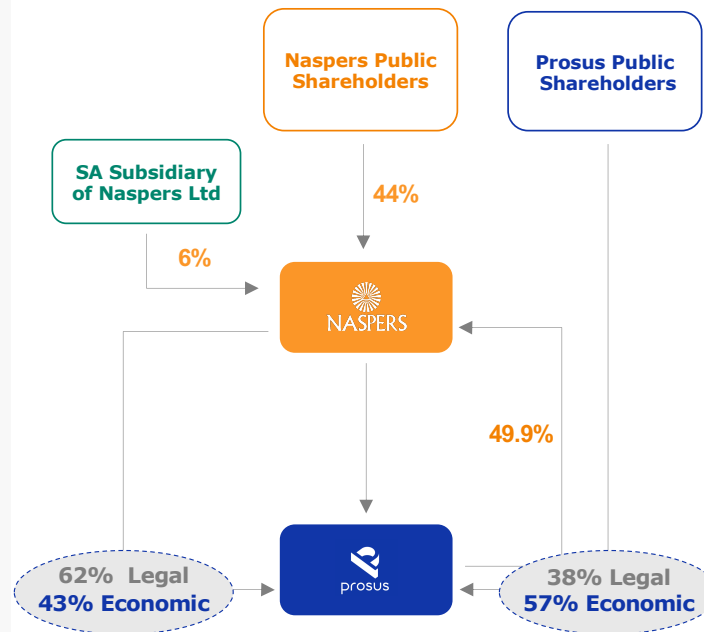 Naspers Public
Shareholders
Prosus Public
Shareholders
SA Subsidiary
of Naspers Ltd
44%
6%
NASPERS
49.9%
prosus
62% Legal
43% Economic
38% Legal
57% Economic